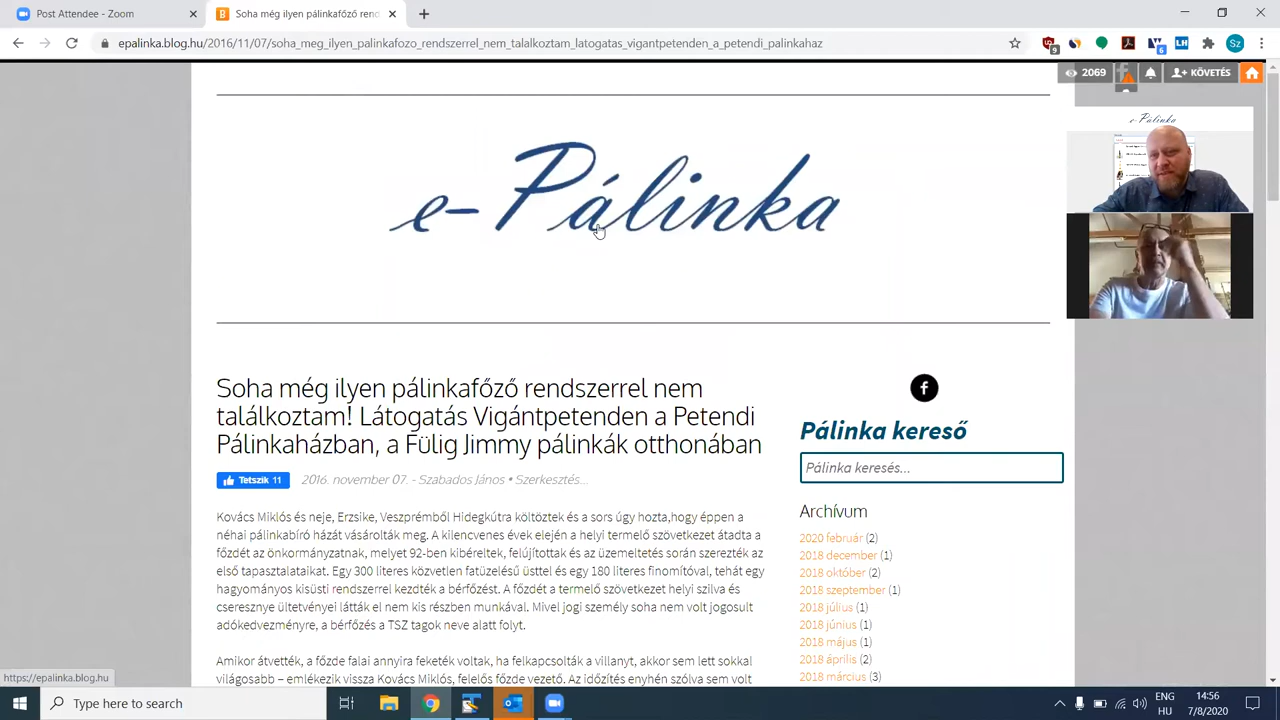 Post Attendee - Zoom
Soha még ilyen pálinkafőző rend
epalinka.blog.hu/2016/11/07/soha_meg_ilyen_palinkafozo_rendszerrel_nem_talalkoztam_latogatas_vigantpetenden_a_petendi_palinkahaz
9
6
LH
Sz
2069
KÖVETÉS
e-Pálinka
e-Pálinka
Soha még ilyen pálinkafőző rendszerrel nem
találkoztam! Látogatás Vigántpetenden a Petendi
Pálinkaházban, a Fülig Jimmy pálinkák otthonában
Tetszik 11
2016. november 07. - Szabados János • Szerkesztés...
Kovács Miklós és neje, Erzsike, Veszprémből Hidegkútra költöztek és a sors úgy hozta,hogy éppen a
néhai pálinkabíró házát vásárolták meg. A kilencvenes évek elején a helyi termelő szövetkezet átadta a
főzdét az önkormányzatnak, melyet 92-ben kibéreltek, felújítottak és az üzemeltetés során szerezték az
első tapasztalataikat. Egy 300 literes közvetlen fatüzelésű üsttel és egy 180 literes finomítóval, tehát egy
hagyományos kisüsti rendszerrel kezdték a bérfőzést. A főzdét a termelő szövetkezet helyi szilva és
cseresznye ültetvényei látták el nem kis részben munkával. Mivel jogi személy soha nem volt jogosult
adókedvezményre, a bérfőzés a TSZ tagok neve alatt folyt.
Amikor átvették, a főzde falai annyira feketék voltak, ha felkapcsolták a villanyt, akkor sem lett sokkal
világosabb – emlékezik vissza Kovács Miklós, felelős főzde vezető. Az időzítés enyhén szólva sem volt
Pálinka kereső
Pálinka keresés...
Archívum
2020 február (2)
2018 december (1)
2018 október (2)
2018 szeptember (1)
2018 július (1)
2018 június (1)
2018 május (1)
2018 április (2)
2018 március (3)
https://epalinka.blog.hu
Type here to search
ENG
HU
14:56
7/8/2020